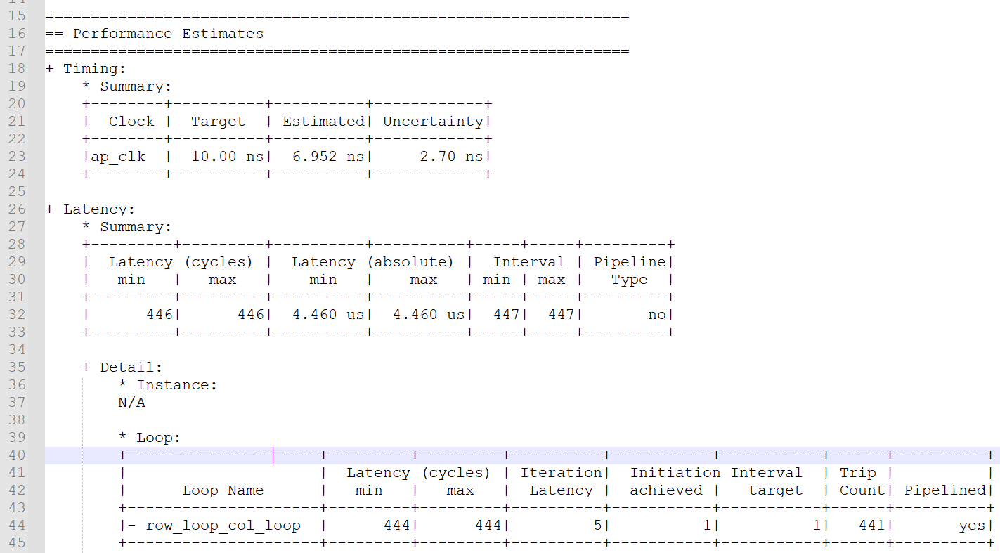 15 ================================================================
16 == Performance Estimates
17 ================================================================
18 + Timing:
19     * Summary:
20     +--------+----------+----------+------------+
21     |  Clock |  Target  | Estimated| Uncertainty|
22     +--------+----------+----------+------------+
23     |ap_clk  |  10.00 ns|  6.952 ns|     2.70 ns|
24     +--------+----------+----------+------------+
25
26 + Latency:
27     * Summary:
28     +---------+---------+----------+----------+-----+-----+---------+
29     |  Latency (cycles) |  Latency (absolute) |  Interval | Pipeline|
30     |   min   |   max   |    min   |    max   | min | max |   Type  |
31     +---------+---------+----------+----------+-----+-----+---------+
32     |      446|      446|  4.460 us|  4.460 us|  447|  447|       no|
33     +---------+---------+----------+----------+-----+-----+---------+
34
35     + Detail:
36         * Instance:
37         N/A
38
39         * Loop:
40         +---------------------+---------+---------+----------+-----------+-----------+------+----------+
41         |                     |  Latency (cycles) | Iteration|  Initiation Interval  | Trip |          |
42         |      Loop Name      |   min   |   max   |  Latency |  achieved |   target  | Count| Pipelined|
43         +---------------------+---------+---------+----------+-----------+-----------+------+----------+
44         |- row_loop_col_loop  |      444|      444|         5|          1|          1|   441|       yes|
45         +---------------------+---------+---------+----------+-----------+-----------+------+----------+